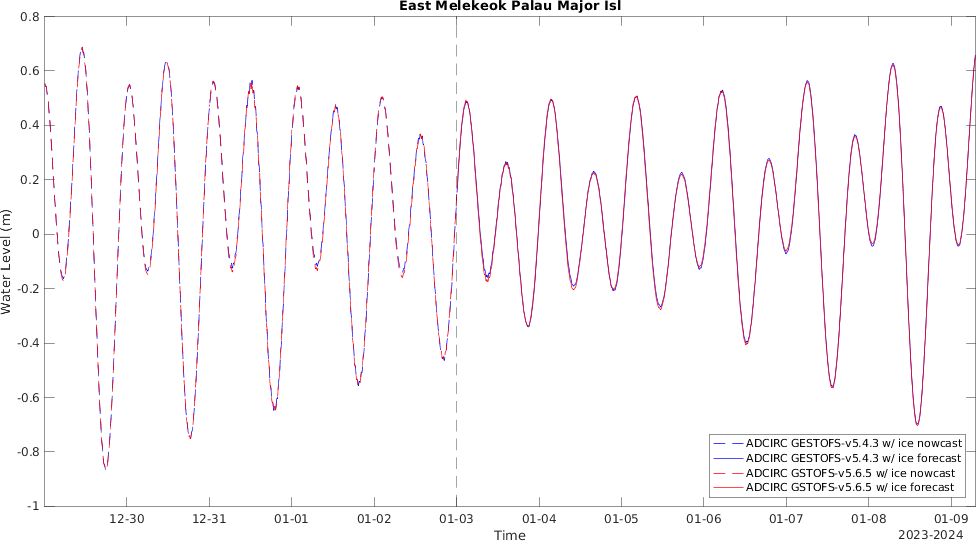 East Melekeok Palau Major Isl
0.8
0.6
0.4
0.2
0
-0.2
-0.4
-0.6
-0.8
-1
Water Level (m)
ADCIRC GESTOFS-v5.4.3 w/ ice nowcast
ADCIRC GESTOFS-v5.4.3 w/ ice forecast
ADCIRC GSTOFS-v5.6.5 w/ ice nowcast
ADCIRC GSTOFS-v5.6.5 w/ ice forecast
12-30 12-31 01-01 01-02 01-03 01-04 01-05 01-06 01-07 01-08 01-09
Time
2023-2024